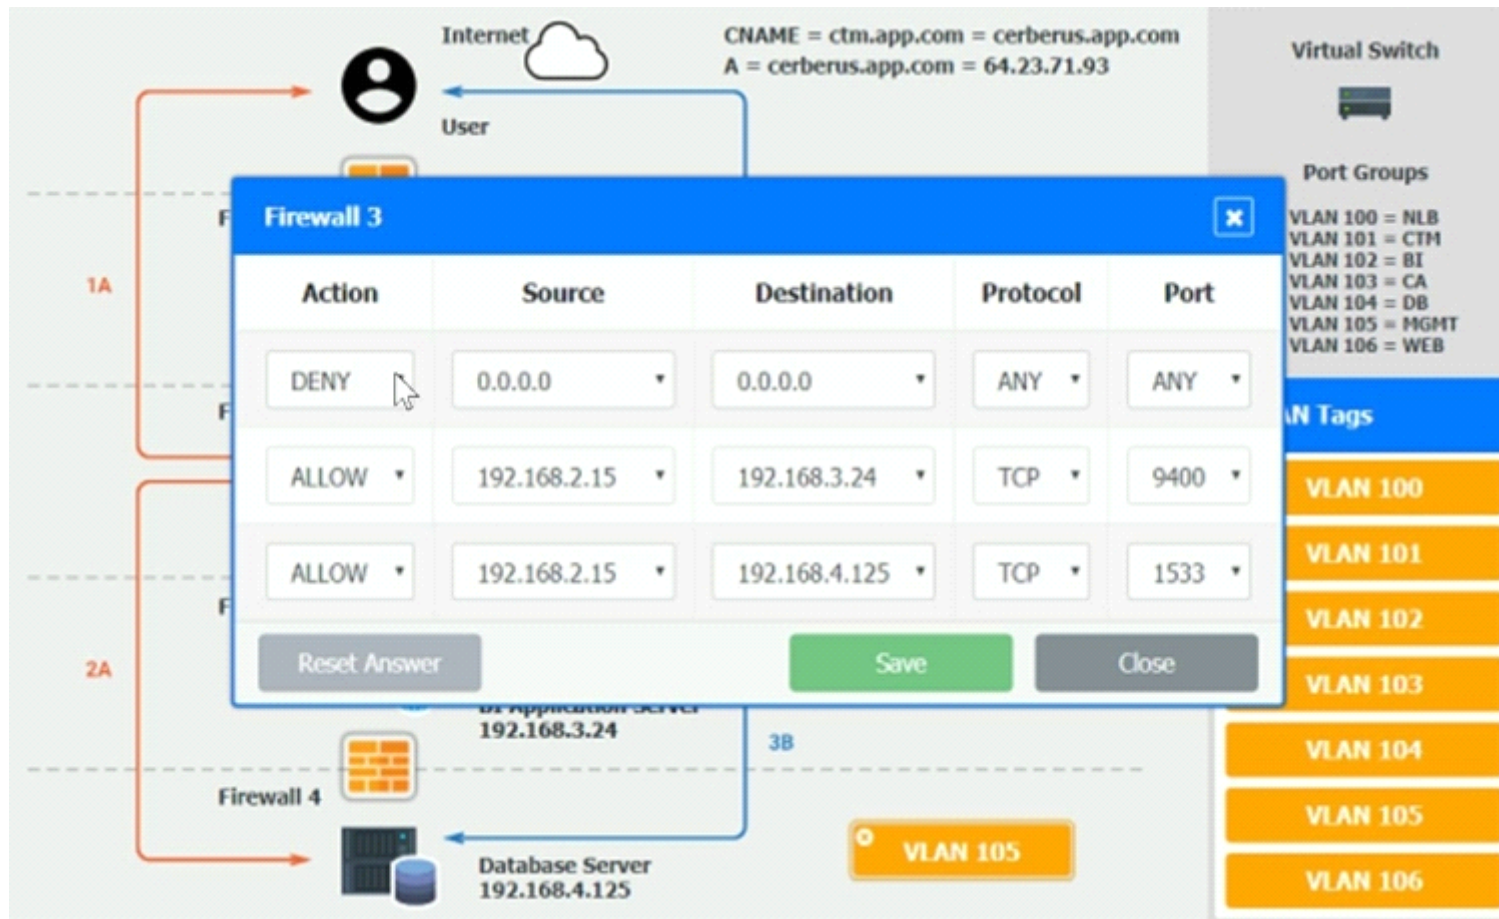 Internet
CNAME = ctm.app.com = cerberus.app.com
A = cerberus.app.com = 64.23.71.93
User
Virtual Switch
Port Groups
VLAN 100 = NLB
VLAN 101 = CTM
VLAN 102 = BI
VLAN 103 = CA
VLAN 104 = DB
VLAN 105 = MGMT
VLAN 106 = WEB
1A
F
F
F
2A
Firewall 3
Action Source Destination Protocol Port
DENY 0.0.0.0 0.0.0.0 ANY ANY
ALLOW 192.168.2.15 192.168.3.24 TCP 9400
ALLOW 192.168.2.15 192.168.4.125 TCP 1533
Reset Answer Save Close
AN Tags
VLAN 100
VLAN 101
VLAN 102
VLAN 103
VLAN 104
VLAN 105
VLAN 106
BI Application Server
192.168.3.24
3B
Firewall 4
Database Server
192.168.4.125
VLAN 105